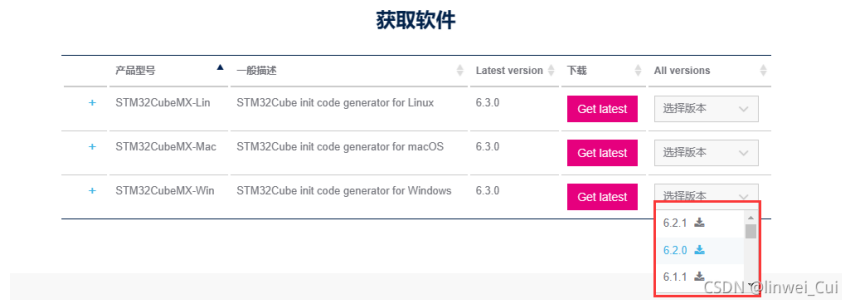 获取软件
产品型号 一般描述 Latest version 下载 All versions
+ STM32CubeMX-Lin STM32Cube init code generator for Linux 6.3.0 Get latest 选择版本
+ STM32CubeMX-Mac STM32Cube init code generator for macOS 6.3.0 Get latest 选择版本
+ STM32CubeMX-Win STM32Cube init code generator for Windows 6.3.0 Get latest 选择版本
6.2.1
6.2.0
6.1.1
CSDN @linwei_Cui